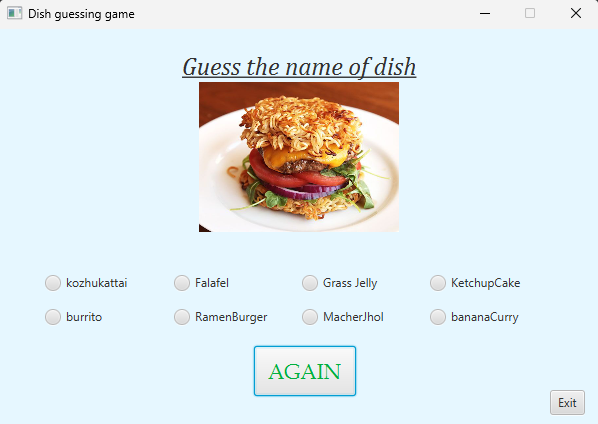 Dish guessing game
Guess the name of dish
kozhukattai Falafel Grass Jelly KetchupCake
burrito RamenBurger MacherJhol bananaCurry
AGAIN
Exit